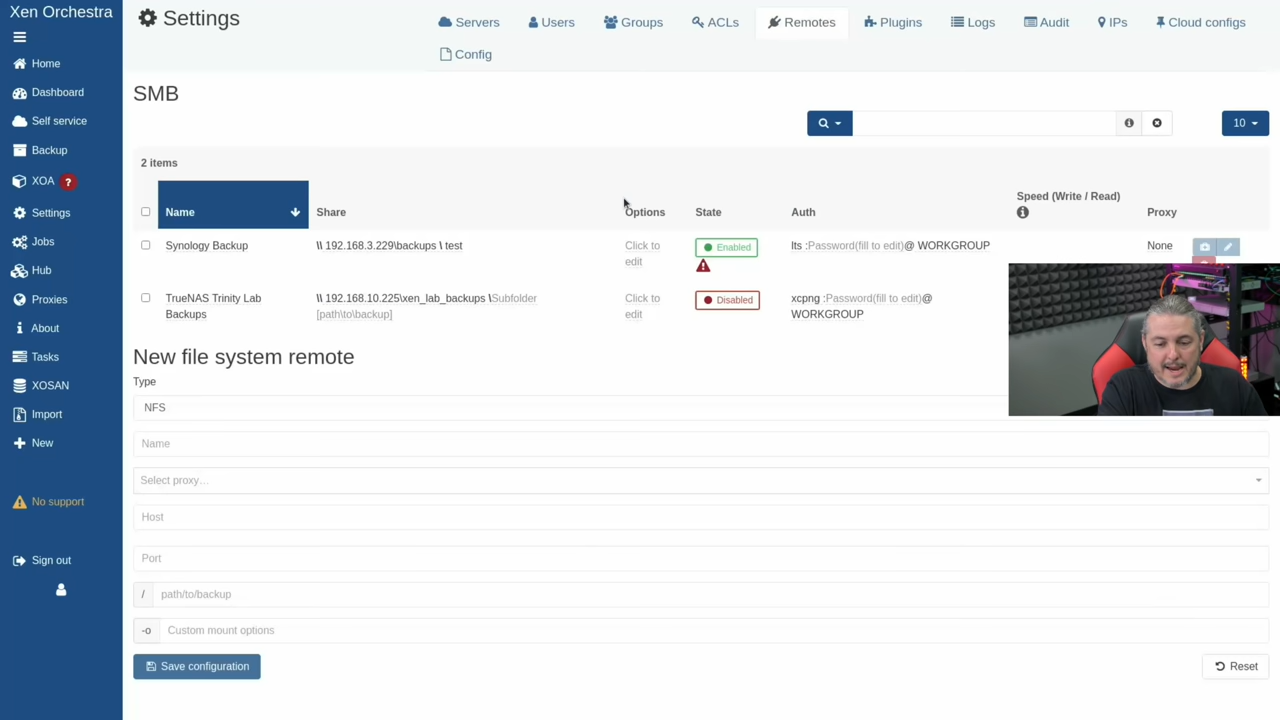 Xen Orchestra
Settings
Servers
Users
Groups
ACLs
Remotes
Plugins
Logs
Audit
IPs
Cloud configs
Config
Home
Dashboard
Self service
Backup
XOA ?
Settings
Jobs
Hub
Proxies
About
Tasks
XOSAN
Import
New
No support
Sign out
SMB
10
2 items
Name
Share
Options
State
Auth
Speed (Write / Read)
Proxy
Synology Backup
\\ 192.168.3.229\backups \ test
Click to
edit
Enabled
lts :Password(fill to edit)@ WORKGROUP
None
TrueNAS Trinity Lab
Backups
\\ 192.168.10.225\xen_lab_backups \Subfolder
[path\to\backup]
Click to
edit
Disabled
xcpng :Password(fill to edit)@
WORKGROUP
New file system remote
Type
NFS
Name
Select proxy…
Host
Port
/ path/to/backup
-o Custom mount options
Save configuration
Reset